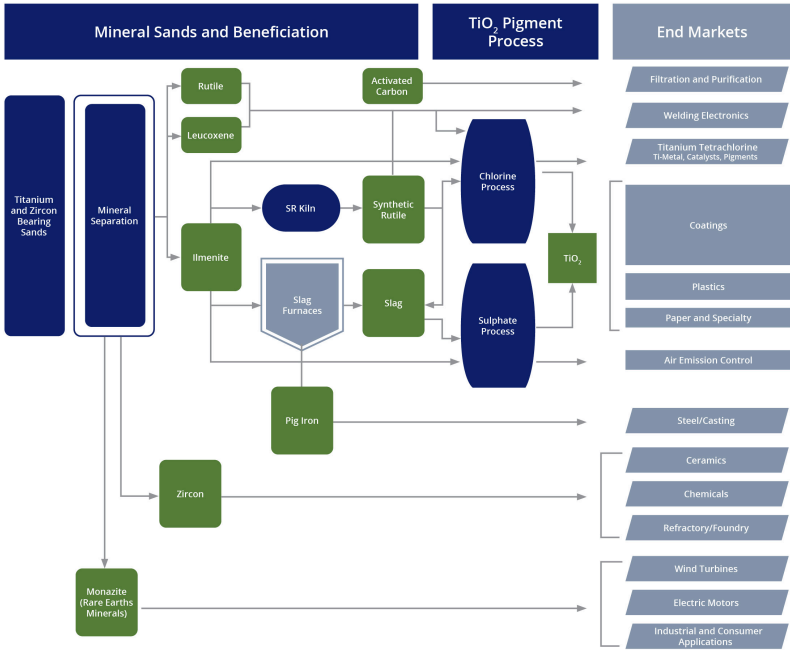 Mineral Sands and Beneficiation
TiO₂ Pigment
Process
End Markets
Rutile
Activated
Carbon
Filtration and Purification
Leucoxene
Welding Electronics
Titanium Tetrachlorine
Ti-Metal, Catalysts, Pigments
Titanium
and Zircon
Bearing
Sands
Mineral
Separation
SR Kiln
Synthetic
Rutile
Chlorine
Process
Coatings
Ilmenite
TiO₂
Slag
Furnaces
Slag
Sulphate
Process
Plastics
Paper and Specialty
Air Emission Control
Pig Iron
Steel/Casting
Zircon
Ceramics
Chemicals
Refractory/Foundry
Monazite
(Rare Earths
Minerals)
Wind Turbines
Electric Motors
Industrial and Consumer
Applications